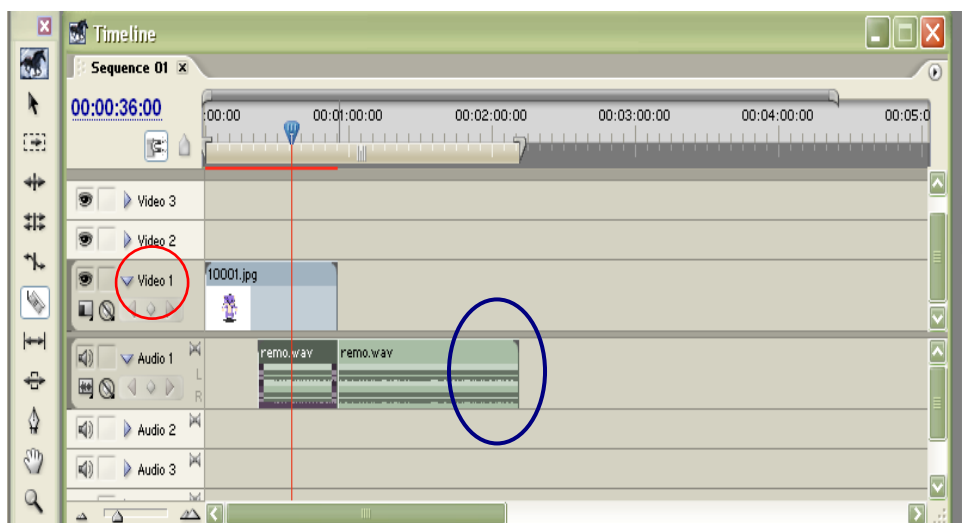 Timeline
Sequence 01
00:00:36:00
:00:00 00:01:00:00 00:02:00:00 00:03:00:00 00:04:00:00 00:05:0
Video 3
Video 2
Video 1
10001.jpg
Audio 1
remo.wav remo.wav
L
R
Audio 2
Audio 3